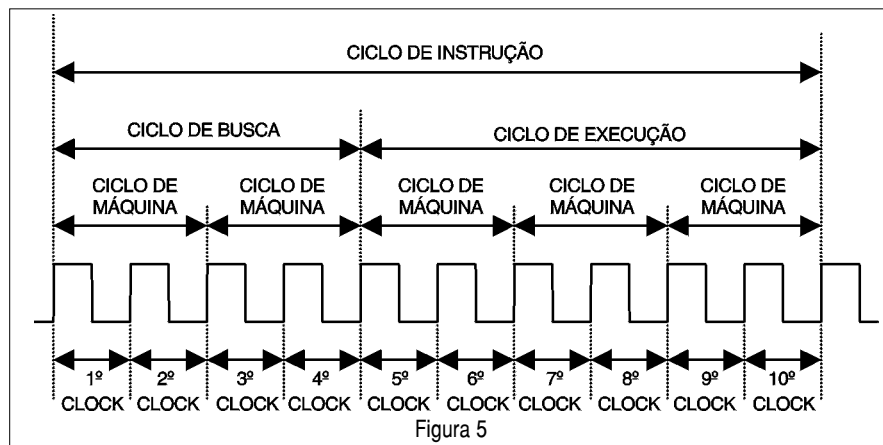 CICLO DE INSTRUÇÃO
CICLO DE BUSCA
CICLO DE EXECUÇÃO
CICLO DE MÁQUINA
CICLO DE MÁQUINA
CICLO DE MÁQUINA
CICLO DE MÁQUINA
CICLO DE MÁQUINA
1º 2º 3º 4º 5º 6º 7º 8º 9º 10º
CLOCK CLOCK CLOCK CLOCK CLOCK CLOCK CLOCK CLOCK CLOCK CLOCK
Figura 5